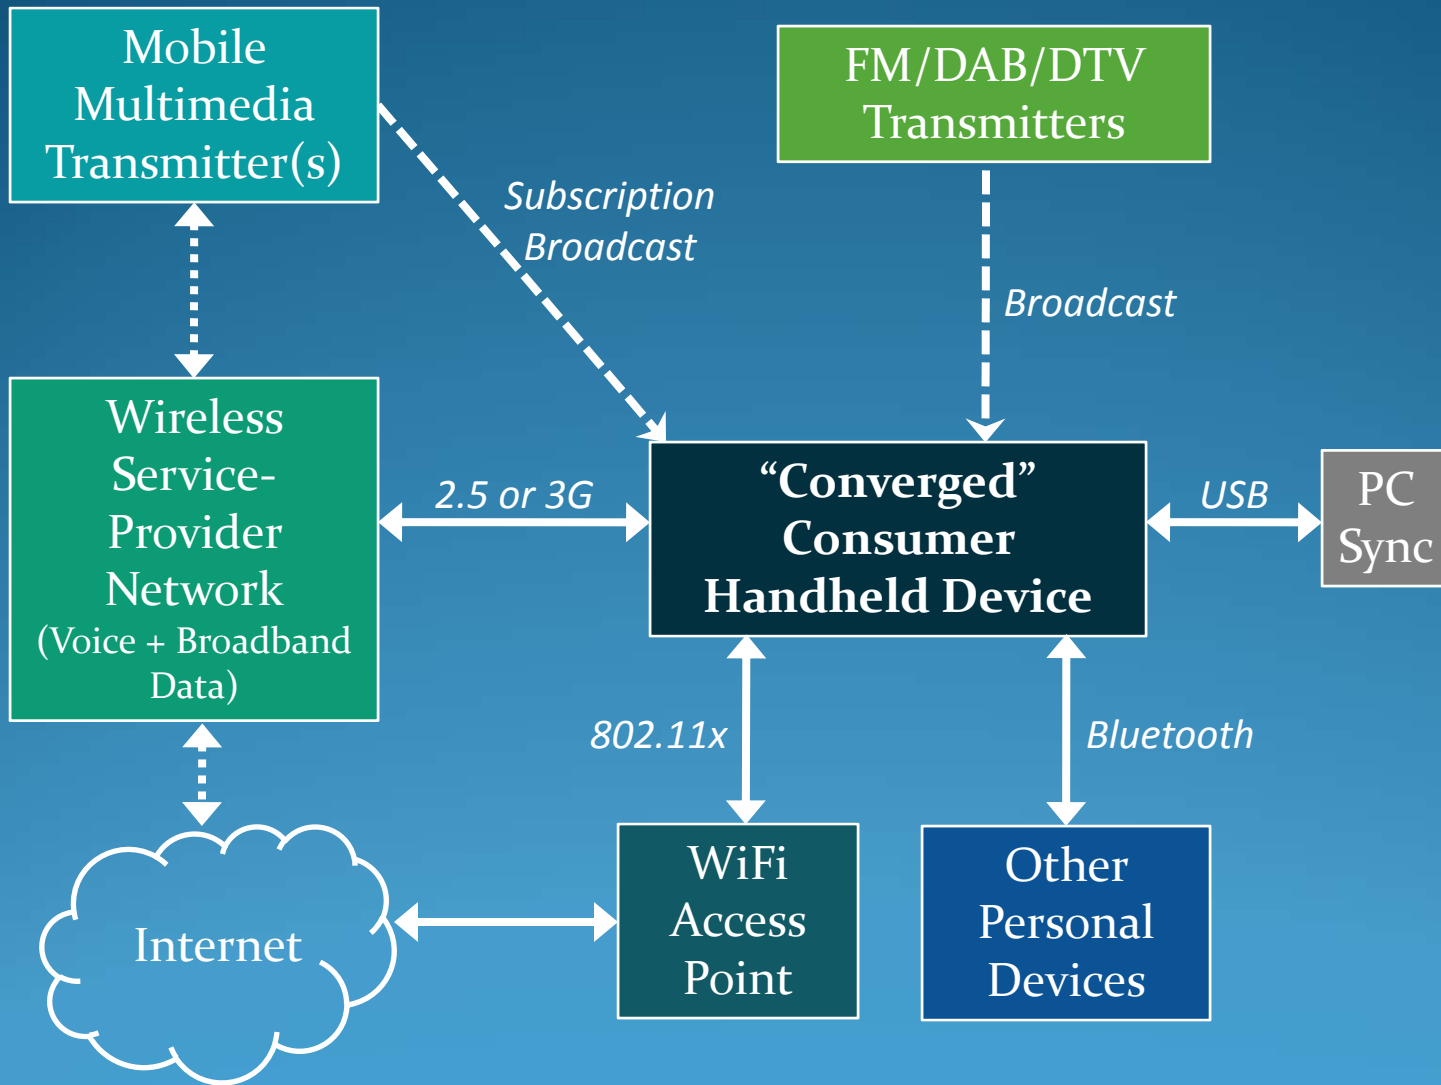 Mobile
Multimedia
Transmitter(s)
FM/DAB/DTV
Transmitters
Subscription
Broadcast
Broadcast
Wireless
Service-
Provider
Network
(Voice + Broadband
Data)
2.5 or 3G
“Converged”
Consumer
Handheld Device
USB
PC
Sync
802.11x
Bluetooth
Internet
WiFi
Access
Point
Other
Personal
Devices